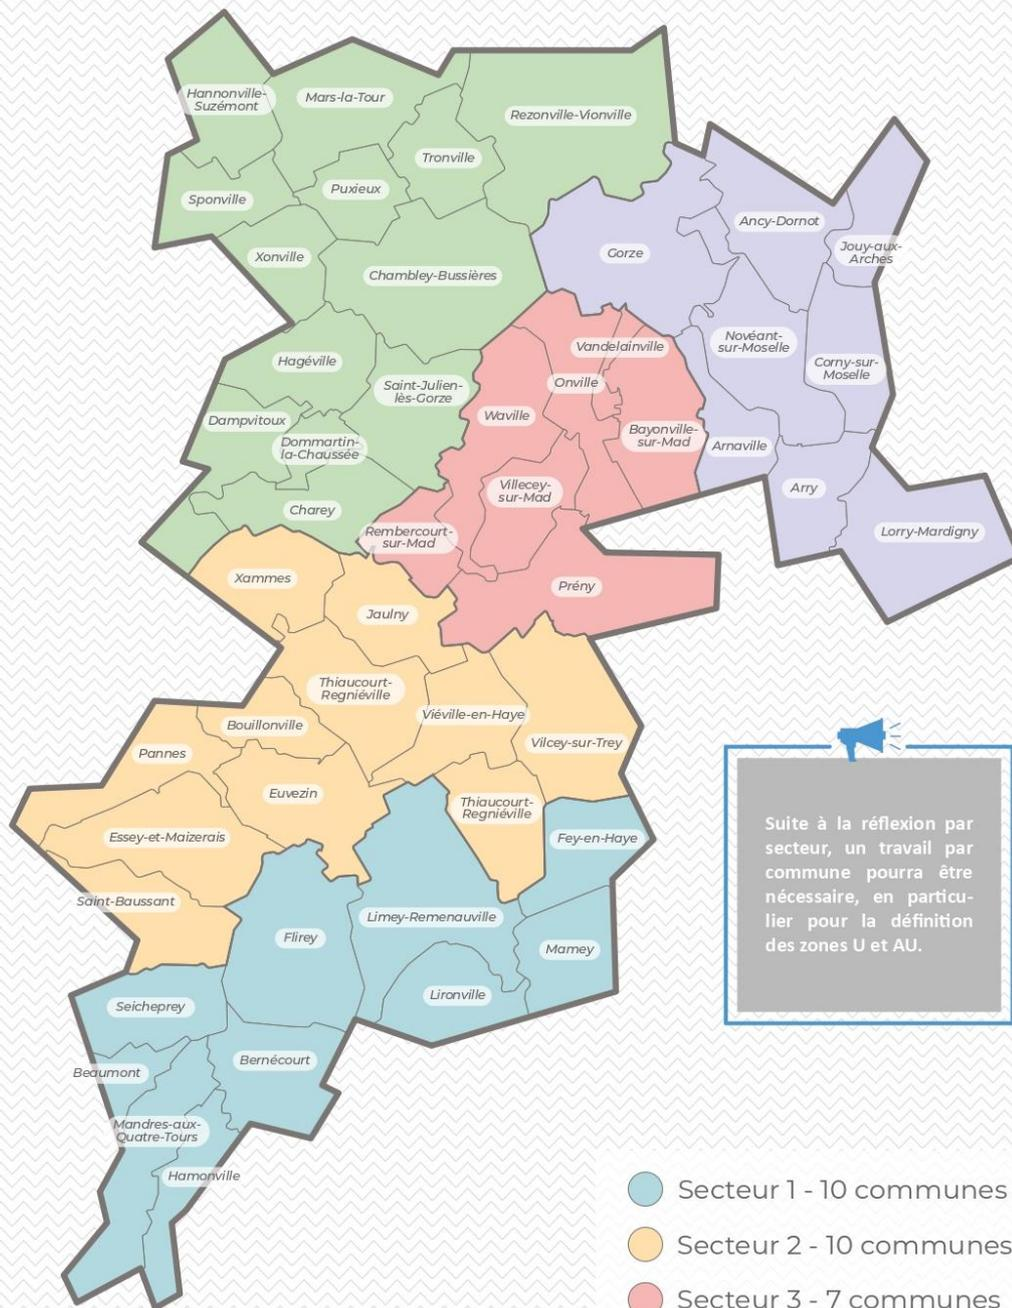 Hannonville-
Suzémont
Mars-la-Tour
Rezonville-Vionville
Tronville
Puxieux
Sponville
Xonville
Chambley-Bussières
Gorze
Ancy-Dornot
Jouy-aux-
Arches
Hagéville
Saint-Julien-
lès-Gorze
Dampvitoux
Dommartin-
la-Chaussée
Charey
Vandelainville
Onville
Waville
Bayonville-
sur-Mad
Villecey-
sur-Mad
Rembercourt-
sur-Mad
Prény
Novéant-
sur-Moselle
Corny-sur-
Moselle
Arnaville
Arry
Lorry-Mardigny
Xammes
Jaulny
Thiaucourt-
Regniéville
Bouillonville
Viéville-en-Haye
Vilcey-sur-Trey
Pannes
Euvezin
Thiaucourt-
Regniéville
Essey-et-Maizerais
Fey-en-Haye
Saint-Baussant
Limey-Remenauville
Flirey
Mamey
Lironville
Seicheprey
Bernécourt
Beaumont
Mandres-aux-
Quatre-Tours
Hamonville
Suite à la réflexion par
secteur, un travail par
commune pourra être
nécessaire, en particu-
lier pour la définition
des zones U et AU.
Secteur 1 - 10 communes
Secteur 2 - 10 communes
Secteur 3 - 7 communes